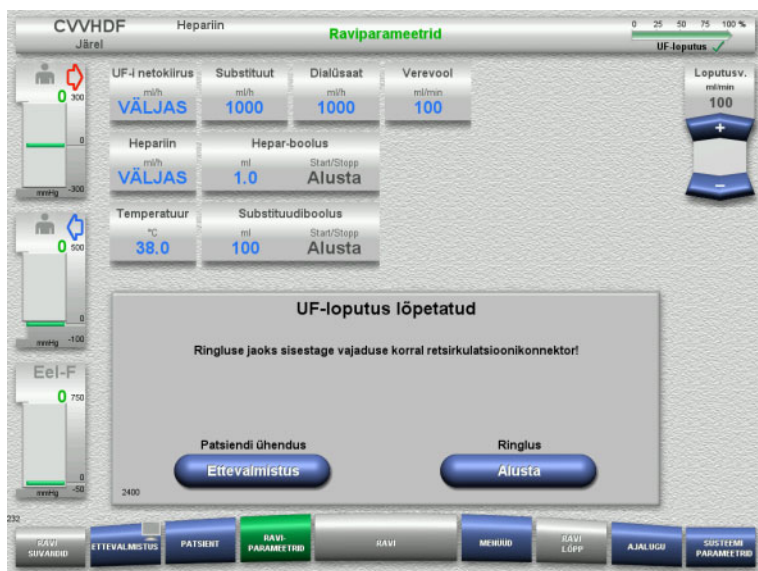 CVVHDF
Järel
Hepariin
Raviparameetrid
0 25 50 75 100 %
UF-loputus
UF-i netokiirus
ml/h
VÄLJAS
Substituut
ml/h
1000
Dialüsaat
ml/h
1000
Verevool
ml/min
100
Loputusv.
ml/min
100
+
–
Hepariin
ml/h
VÄLJAS
Hepar-boolus
ml
1.0
Start/Stopp
Alusta
Temperatuur
°C
38.0
Substituudiboolus
ml
100
Start/Stopp
Alusta
0
300
0
-300
mmHg
0
500
0
-100
mmHg
Eel-F
0
750
0
-50
mmHg
UF-loputus lõpetatud
Ringluse jaoks sisestage vajaduse korral retsirkulatsioonikonnektor!
Patsiendi ühendus
Ettevalmistus
Ringlus
Alusta
2400
232
RAVI
SUVANDID
ETTEVALMISTUS
PATSIENT
RAVI-
PARAMEETRID
RAVI
MENÜÜD
RAVI
LÕPP
AJALUGU
SÜSTEEMI
PARAMEETRID